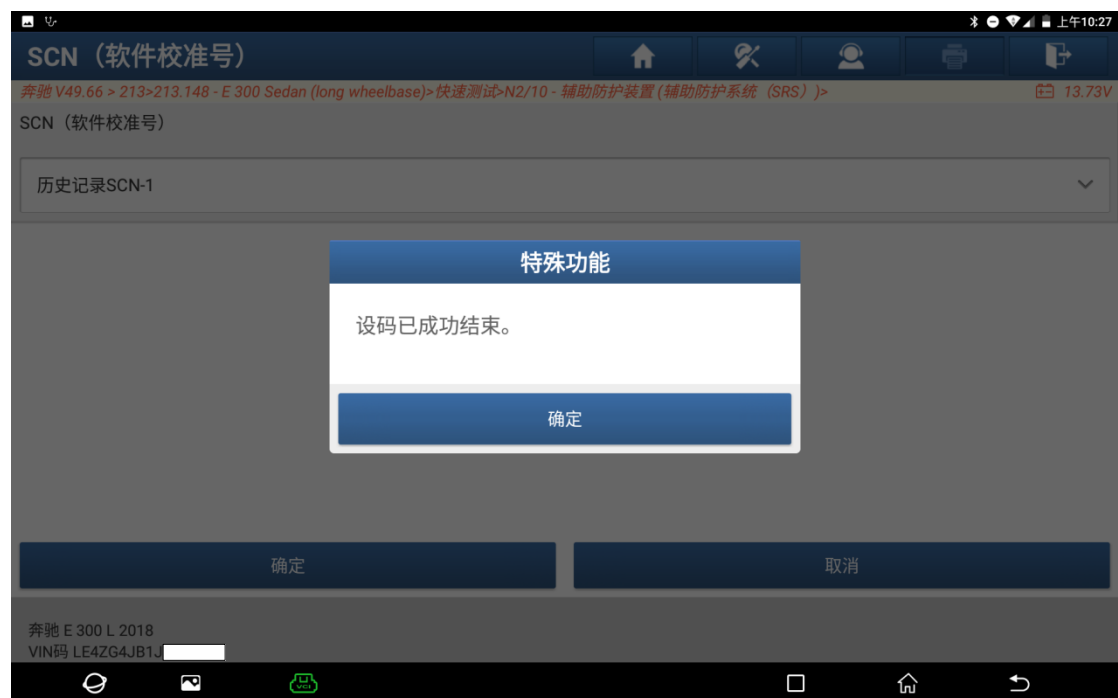 上午10:27
SCN（软件校准号）
奔驰 V49.66 > 213>213.148 - E 300 Sedan (long wheelbase)>快速测试>N2/10 - 辅助防护装置 (辅助防护系统（SRS）)>
13.73V
SCN（软件校准号）
历史记录SCN-1
特殊功能
设码已成功结束。
确定
确定
取消
奔驰 E 300 L 2018
VIN码 LE4ZG4JB1J
VCI